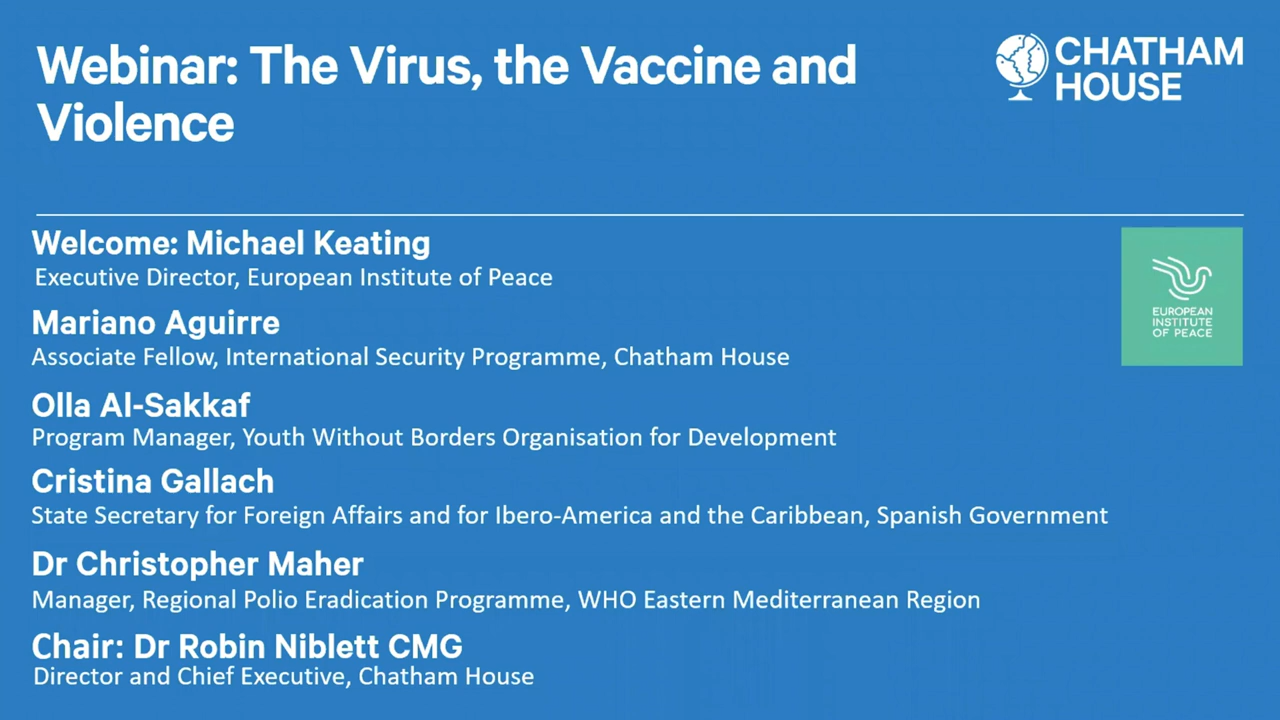 Webinar: The Virus, the Vaccine and
Violence
CHATHAM
HOUSE
Welcome: Michael Keating
Executive Director, European Institute of Peace
Mariano Aguirre
Associate Fellow, International Security Programme, Chatham House
EUROPEAN
INSTITUTE
OF PEACE
Olla Al-Sakkaf
Program Manager, Youth Without Borders Organisation for Development
Cristina Gallach
State Secretary for Foreign Affairs and for Ibero-America and the Caribbean, Spanish Government
Dr Christopher Maher
Manager, Regional Polio Eradication Programme, WHO Eastern Mediterranean Region
Chair: Dr Robin Niblett CMG
Director and Chief Executive, Chatham House